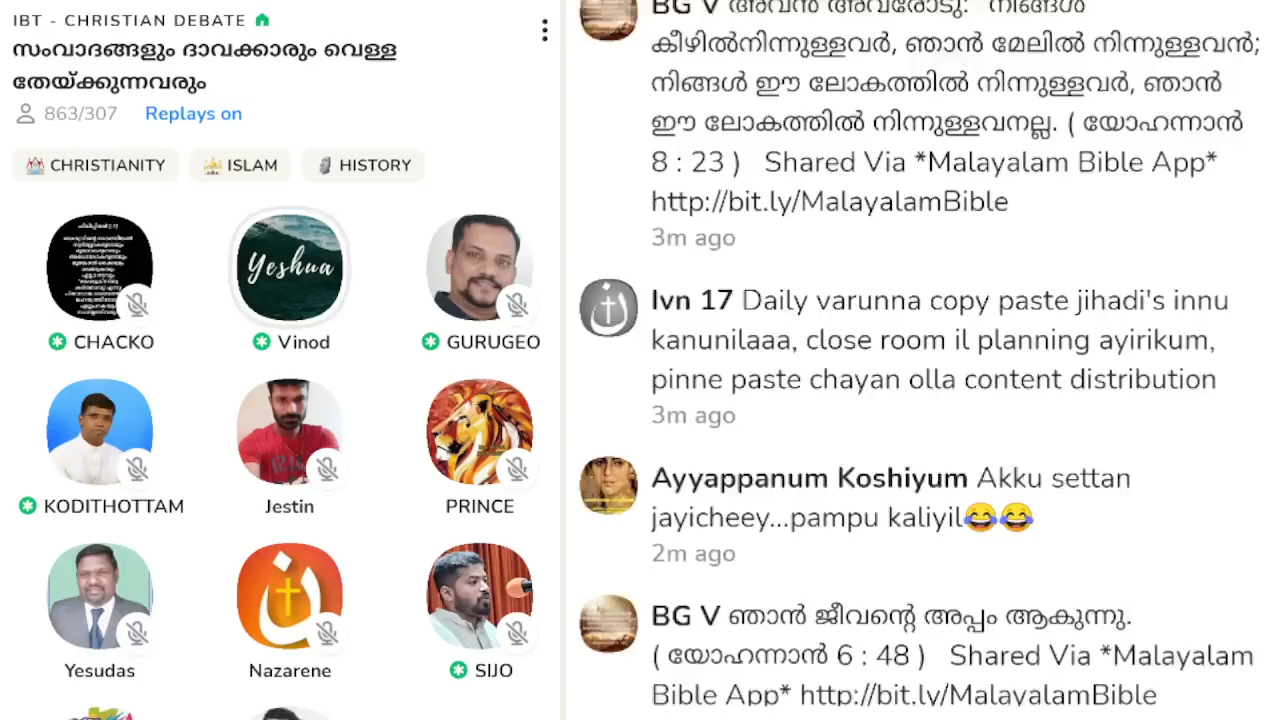 IBT - CHRISTIAN DEBATE
സംവാദങ്ങളും ദാവക്കാരും വെള്ള
തേയ്ക്കുന്നവരും
863/307 Replays on
CHRISTIANITY ISLAM HISTORY
Yeshua
CHACKO Vinod GURUGEO
KODITHOTTAM Jestin PRINCE
Yesudas Nazarene SIJO
BG V അവൻ അവരോടു: "നിങ്ങൾ
കീഴിൽനിന്നുള്ളവർ, ഞാൻ മേലിൽ നിന്നുള്ളവൻ;
നിങ്ങൾ ഈ ലോകത്തിൽ നിന്നുള്ളവർ, ഞാൻ
ഈ ലോകത്തിൽ നിന്നുള്ളവനല്ല. ( യോഹന്നാൻ
8 : 23 ) Shared Via *Malayalam Bible App*
http://bit.ly/MalayalamBible
3m ago
Ivn 17 Daily varunna copy paste jihadi's innu
kanunilaaa, close room il planning ayirikum,
pinne paste chayan olla content distribution
3m ago
Ayyappanum Koshiyum Akku settan
jayicheey...pampu kaliyil😂😂
2m ago
BG V ഞാൻ ജീവന്റെ അപ്പം ആകുന്നു.
( യോഹന്നാൻ 6 : 48 ) Shared Via *Malayalam
Bible App* http://bit.ly/MalayalamBible